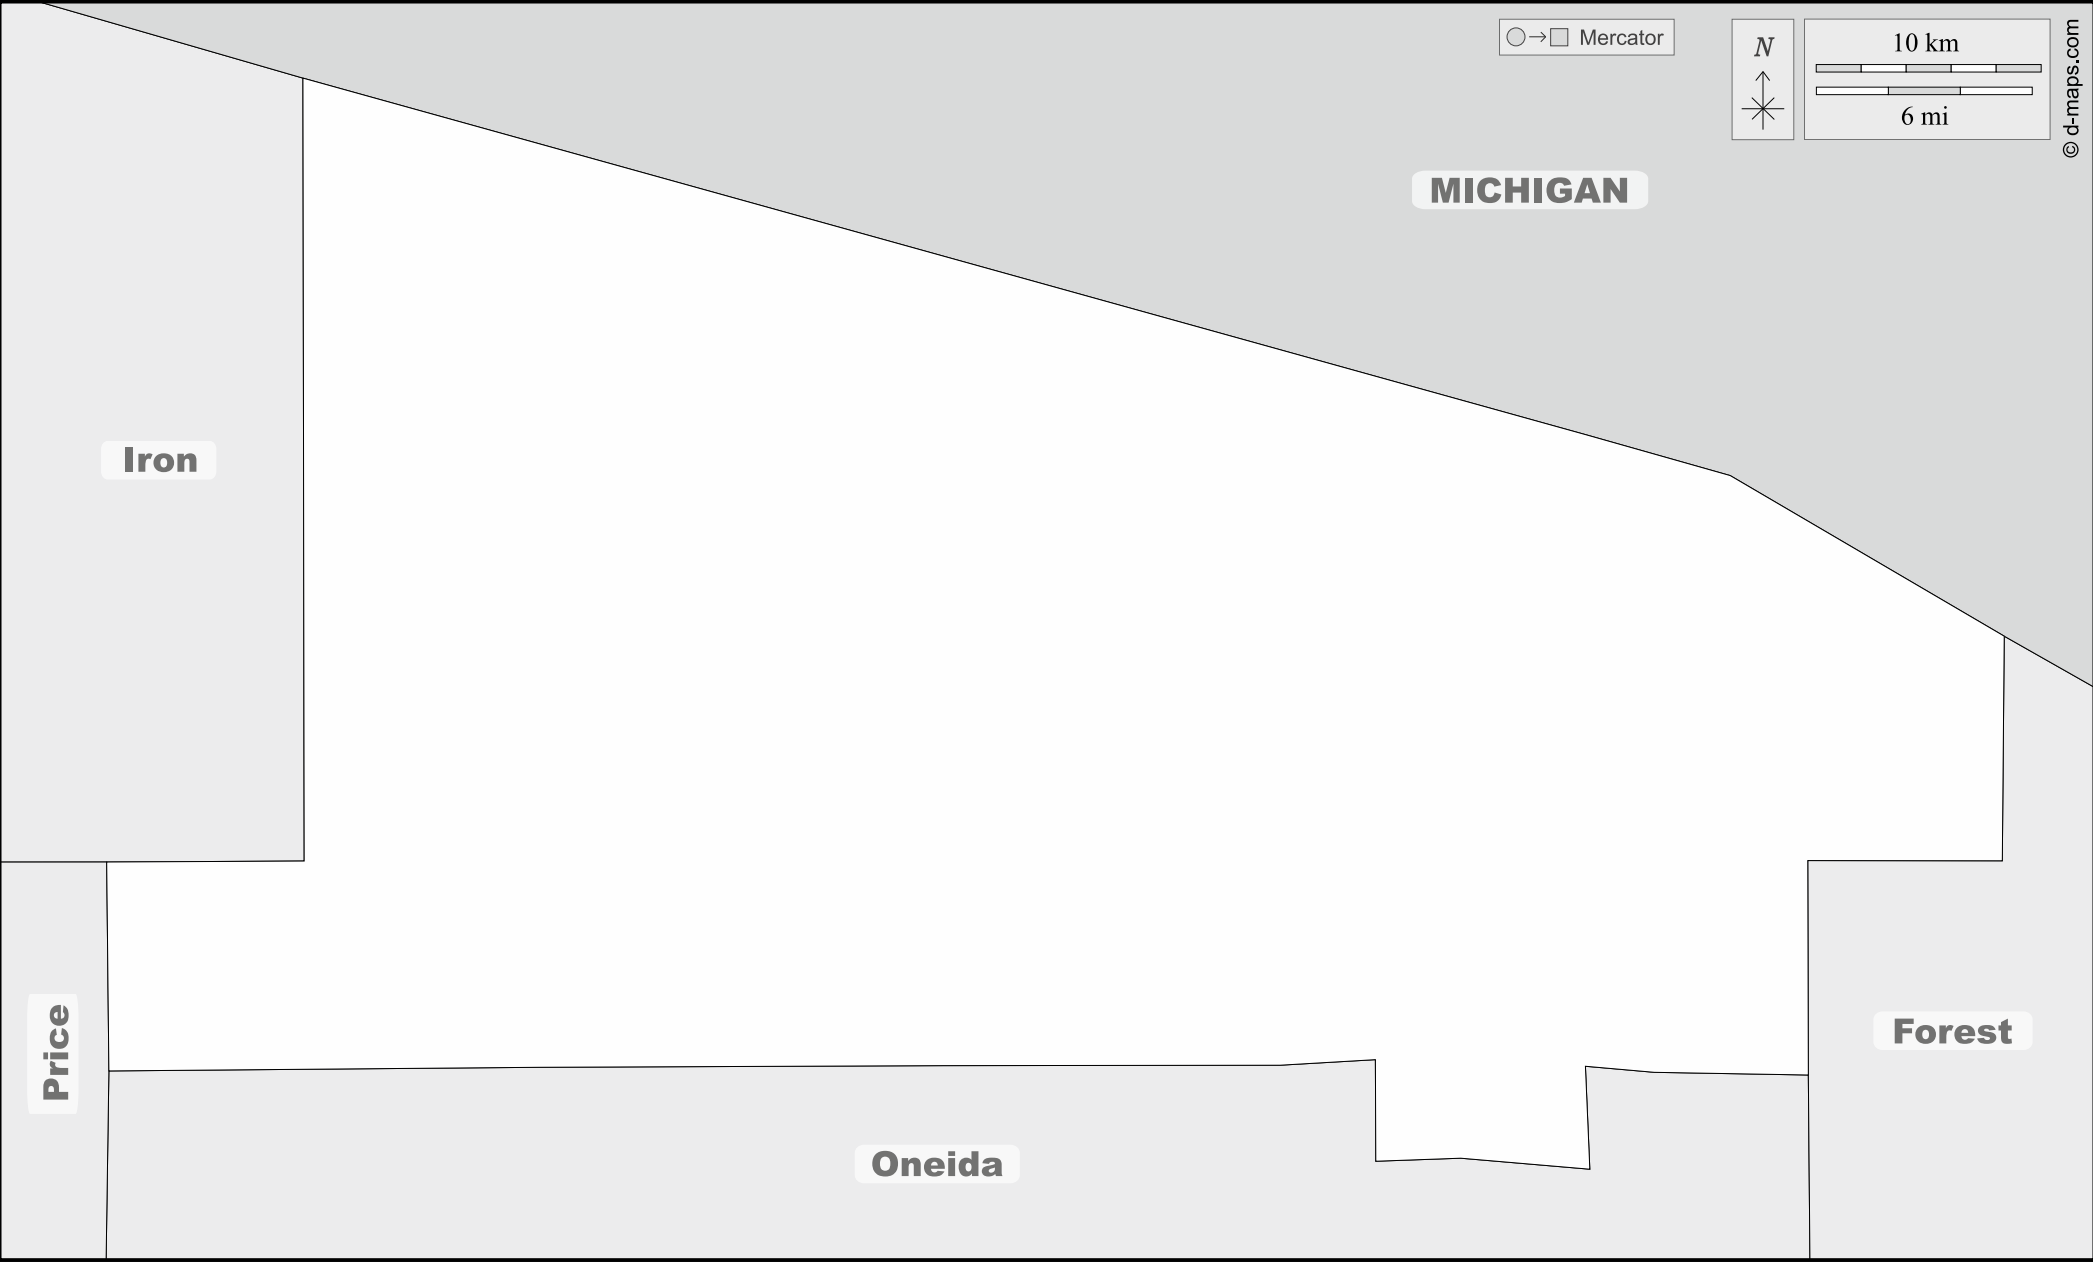 Mercator
N
10 km
6 mi
© d-maps.com
MICHIGAN
Iron
Price
Forest
Oneida